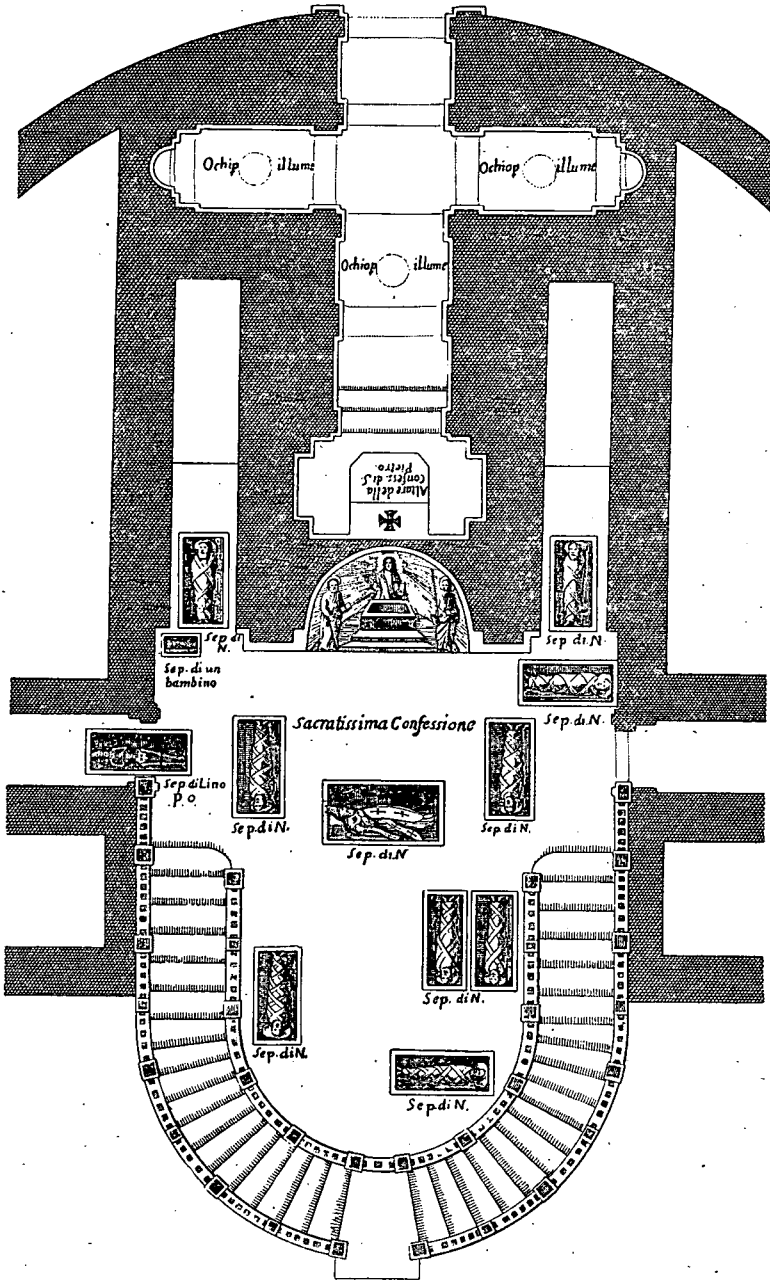 Ochip illume
Ochiop illume
Ochiop illume
Altare della
Confess. di S.
Pietro.
Sep di
N.
Sep. di. N.
Sep. di un
bambino
Sacratissima Confessione
Sep. di. N.
Sep di Lino
P. o.
Sep. di N.
Sep. di. N
Sep. di N.
Sep. di N.
Sep. di N.
Sep. di N.